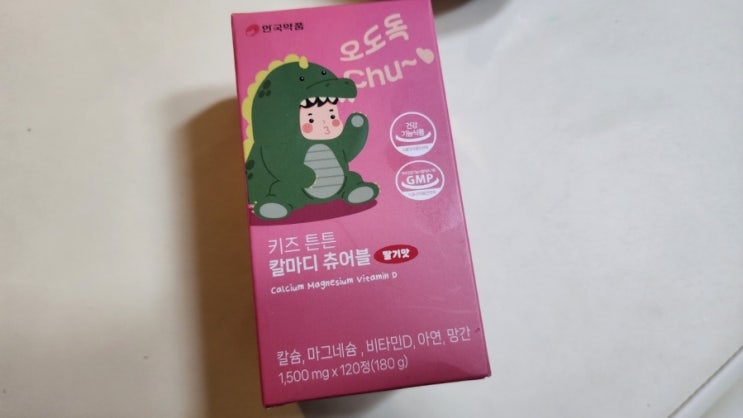 안국약품
오도독
Chu~
건강
기능식품
GMP
키즈 튼튼
칼마디 츄어블 딸기맛
Calcium Magnesium Vitamin D
칼슘, 마그네슘, 비타민D, 아연, 망간
1,500 mg x 120정(180 g)